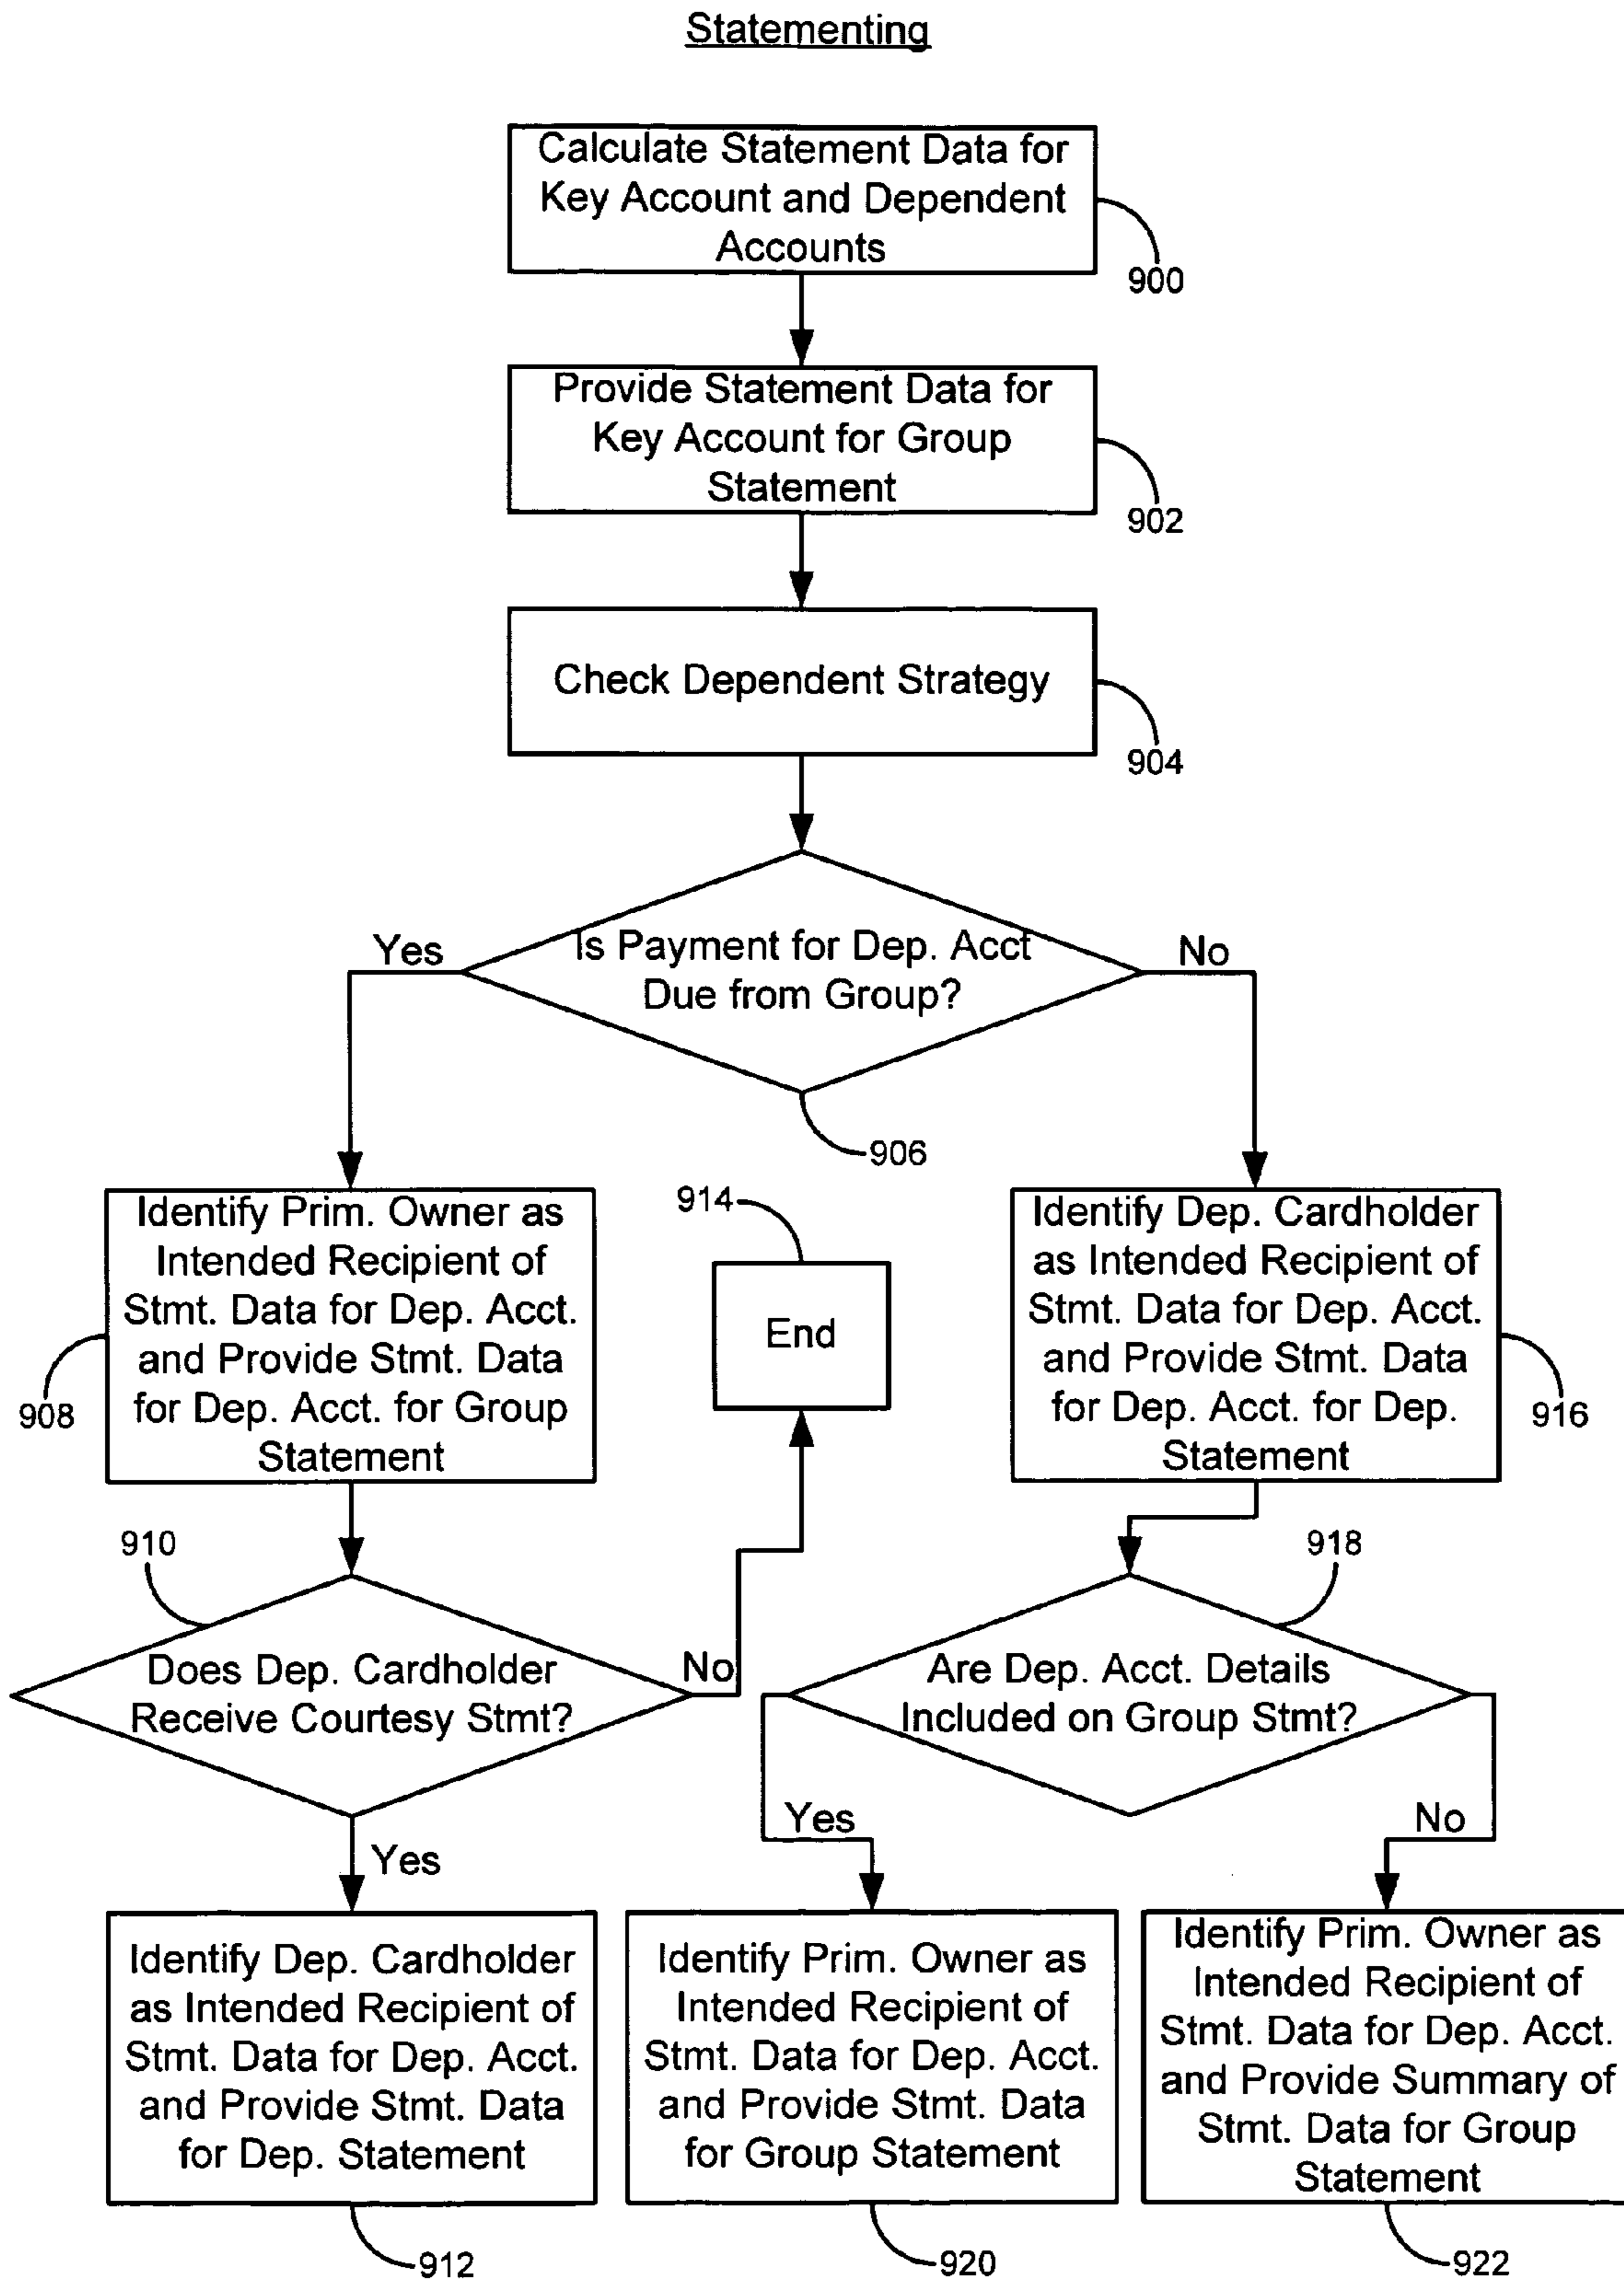 Statementing
Calculate Statement Data for
Key Account and Dependent
Accounts
900
Provide Statement Data for
Key Account for Group
Statement
902
Check Dependent Strategy
904
Is Payment for Dep. Acct
Due from Group?
Yes
No
906
Identify Prim. Owner as
Intended Recipient of
Stmt. Data for Dep. Acct.
and Provide Stmt. Data
for Dep. Acct. for Group
Statement
908
914
End
Identify Dep. Cardholder
as Intended Recipient of
Stmt. Data for Dep. Acct.
and Provide Stmt. Data
for Dep. Acct. for Dep.
Statement
916
910
Does Dep. Cardholder
Receive Courtesy Stmt?
No
Yes
918
Are Dep. Acct. Details
Included on Group Stmt?
Yes
No
Identify Dep. Cardholder
as Intended Recipient of
Stmt. Data for Dep. Acct.
and Provide Stmt. Data
for Dep. Statement
912
Identify Prim. Owner as
Intended Recipient of
Stmt. Data for Dep. Acct.
and Provide Stmt. Data
for Group Statement
920
Identify Prim. Owner as
Intended Recipient of
Stmt. Data for Dep. Acct.
and Provide Summary of
Stmt. Data for Group
Statement
922